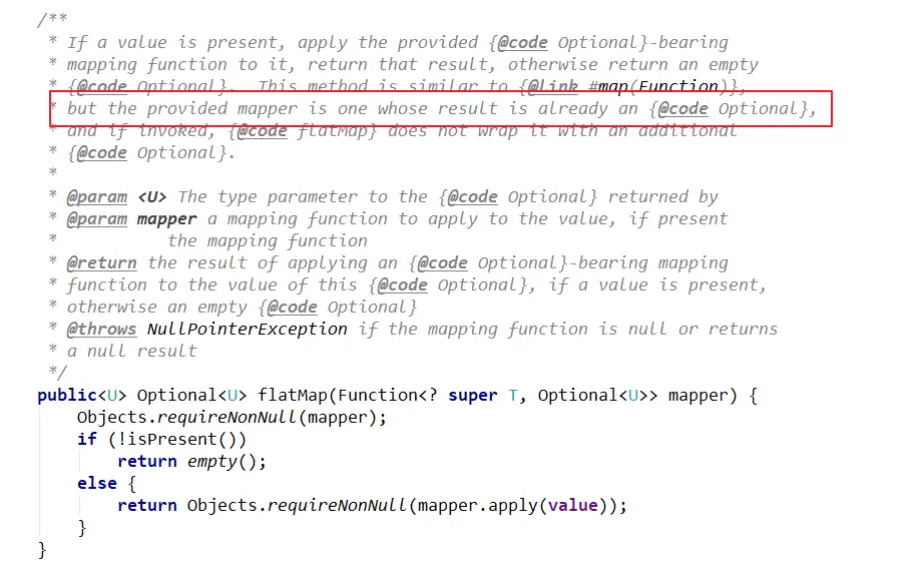 /**
* If a value is present, apply the provided {@code Optional}-bearing
* mapping function to it, return that result, otherwise return an empty
* {@code Optional}.  This method is similar to {@link #map(Function)},
* but the provided mapper is one whose result is already an {@code Optional},
* and if invoked, {@code flatMap} does not wrap it with an additional
* {@code Optional}.
*
* @param <U> The type parameter to the {@code Optional} returned by
* @param mapper a mapping function to apply to the value, if present
*           the mapping function
* @return the result of applying an {@code Optional}-bearing mapping
* function to the value of this {@code Optional}, if a value is present,
* otherwise an empty {@code Optional}
* @throws NullPointerException if the mapping function is null or returns
* a null result
*/
public<U> Optional<U> flatMap(Function<? super T, Optional<U>> mapper) {
    Objects.requireNonNull(mapper);
    if (!isPresent())
        return empty();
    else {
        return Objects.requireNonNull(mapper.apply(value));
    }
}